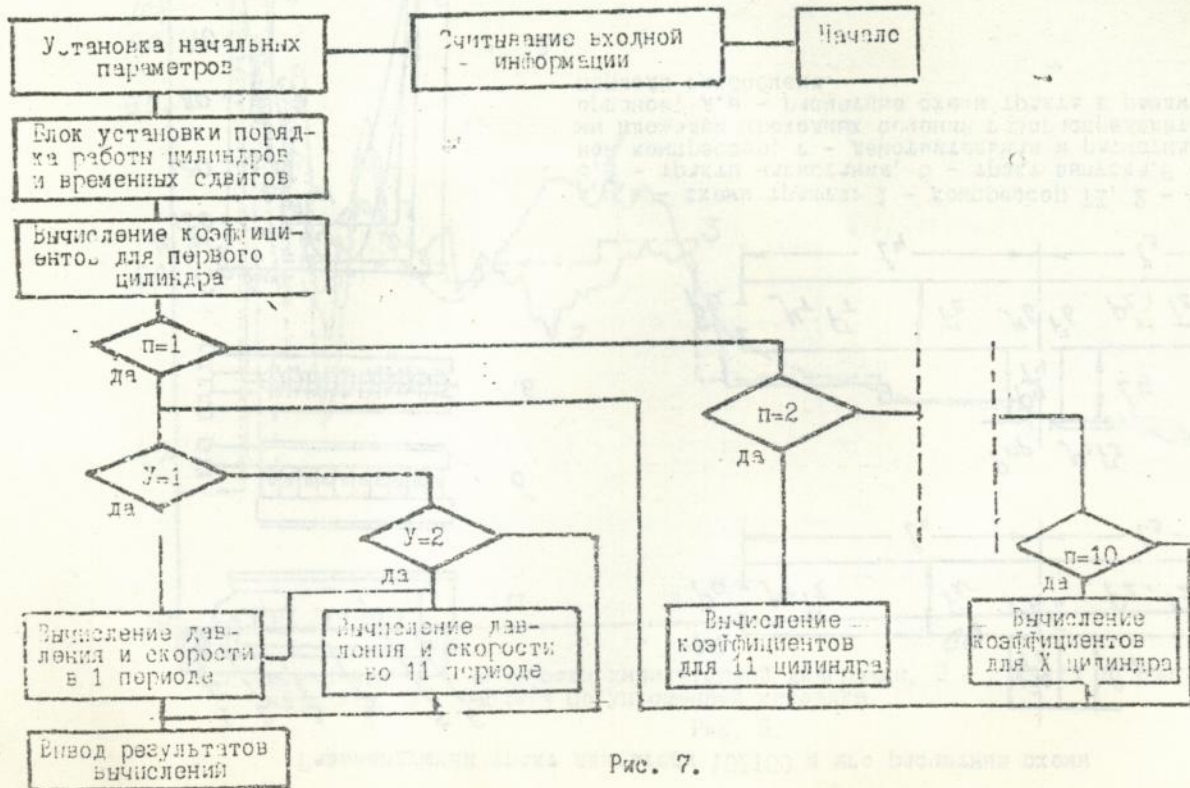 Установка начальных
параметров
Считывание входной
информации
Начало
Блок установки поряд-
ка работы цилиндров
и временных сдвигов
Вычисление коэффици-
ентов для первого
цилиндра
п=1
да
п=2
да
У=1
да
У=2
да
п=10
да
Вычисление дав-
ления и скорости
в 1 периоде
Вычисление дав-
ления и скорости
во 11 периоде
Вычисление
коэффициентов
для 11 цилиндра
Вычисление
коэффициентов
для X цилиндра
Вывод результатов
вычислений
Рис. 7.